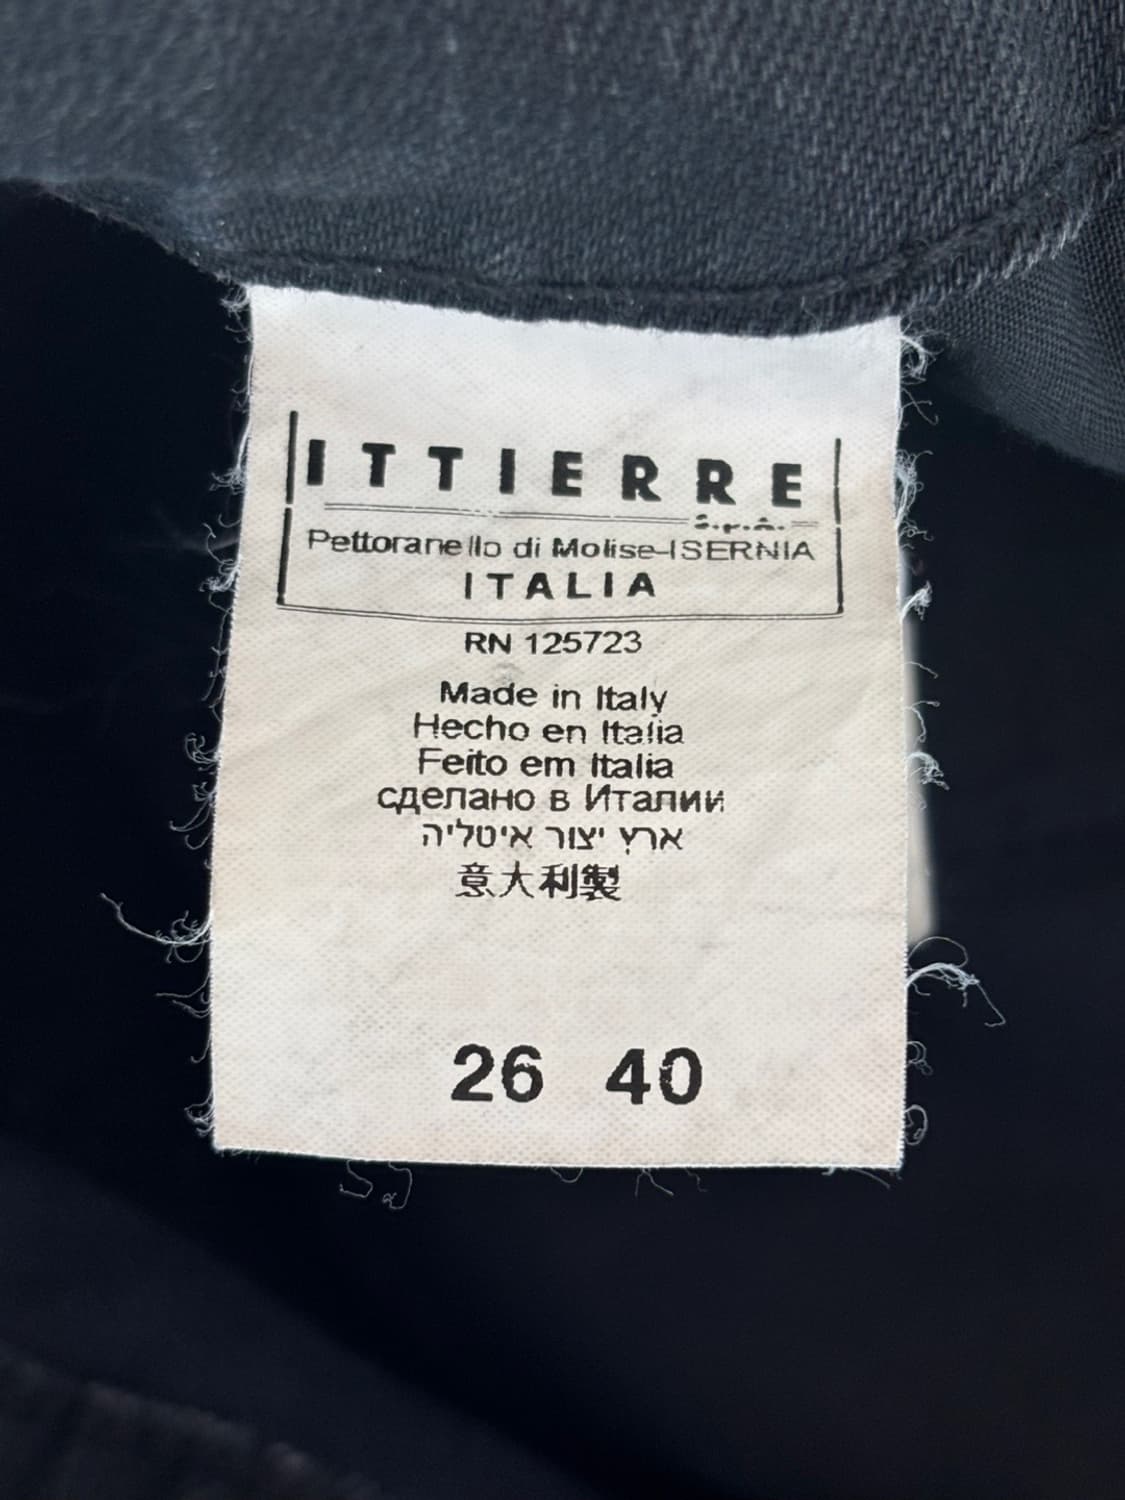 ITTIERRE
S.p.A.
Pettoranello di Molise-ISERNIA
ITALIA
RN 125723
Made in Italy
Hecho en Italia
Feito em Italia
сделано в Италии
ארץ יצור איטליה
意大利製
26 40